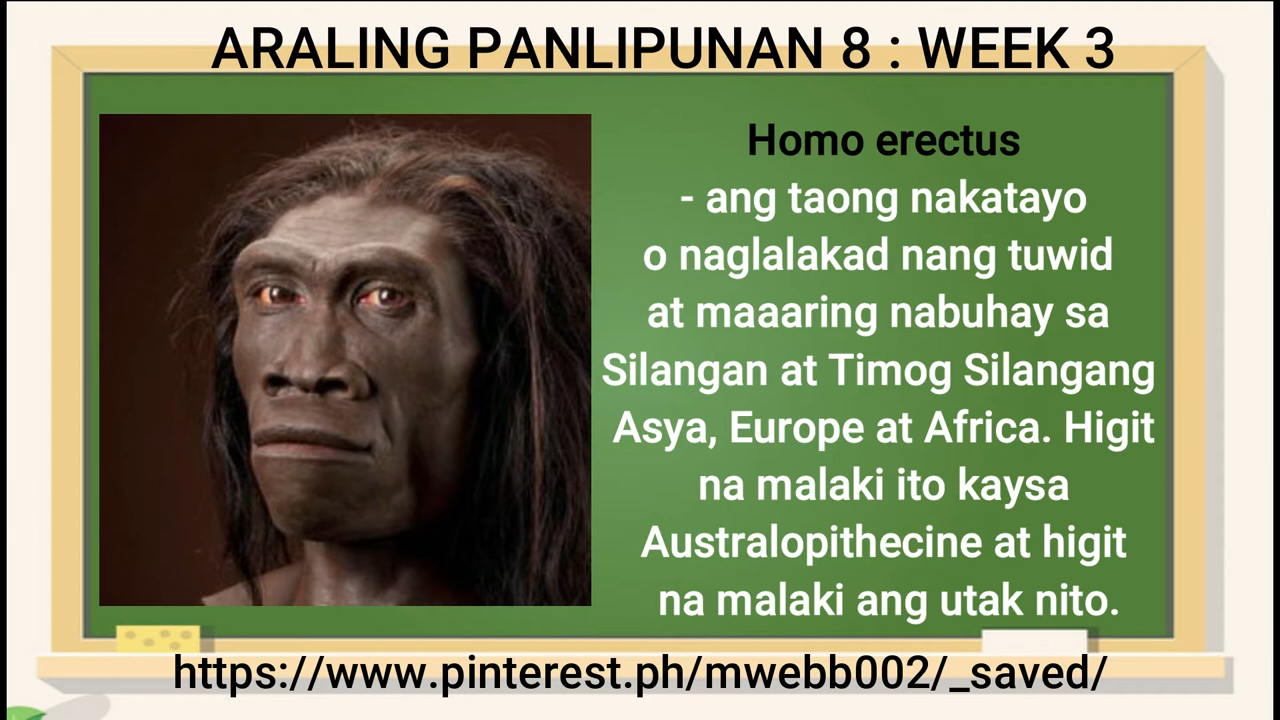 ARALING PANLIPUNAN 8 : WEEK 3
Homo erectus
- ang taong nakatayo
o naglalakad nang tuwid
at maaaring nabuhay sa
Silangan at Timog Silangang
Asya, Europe at Africa. Higit
na malaki ito kaysa
Australopithecine at higit
na malaki ang utak nito.
https://www.pinterest.ph/mwebb002/_saved/